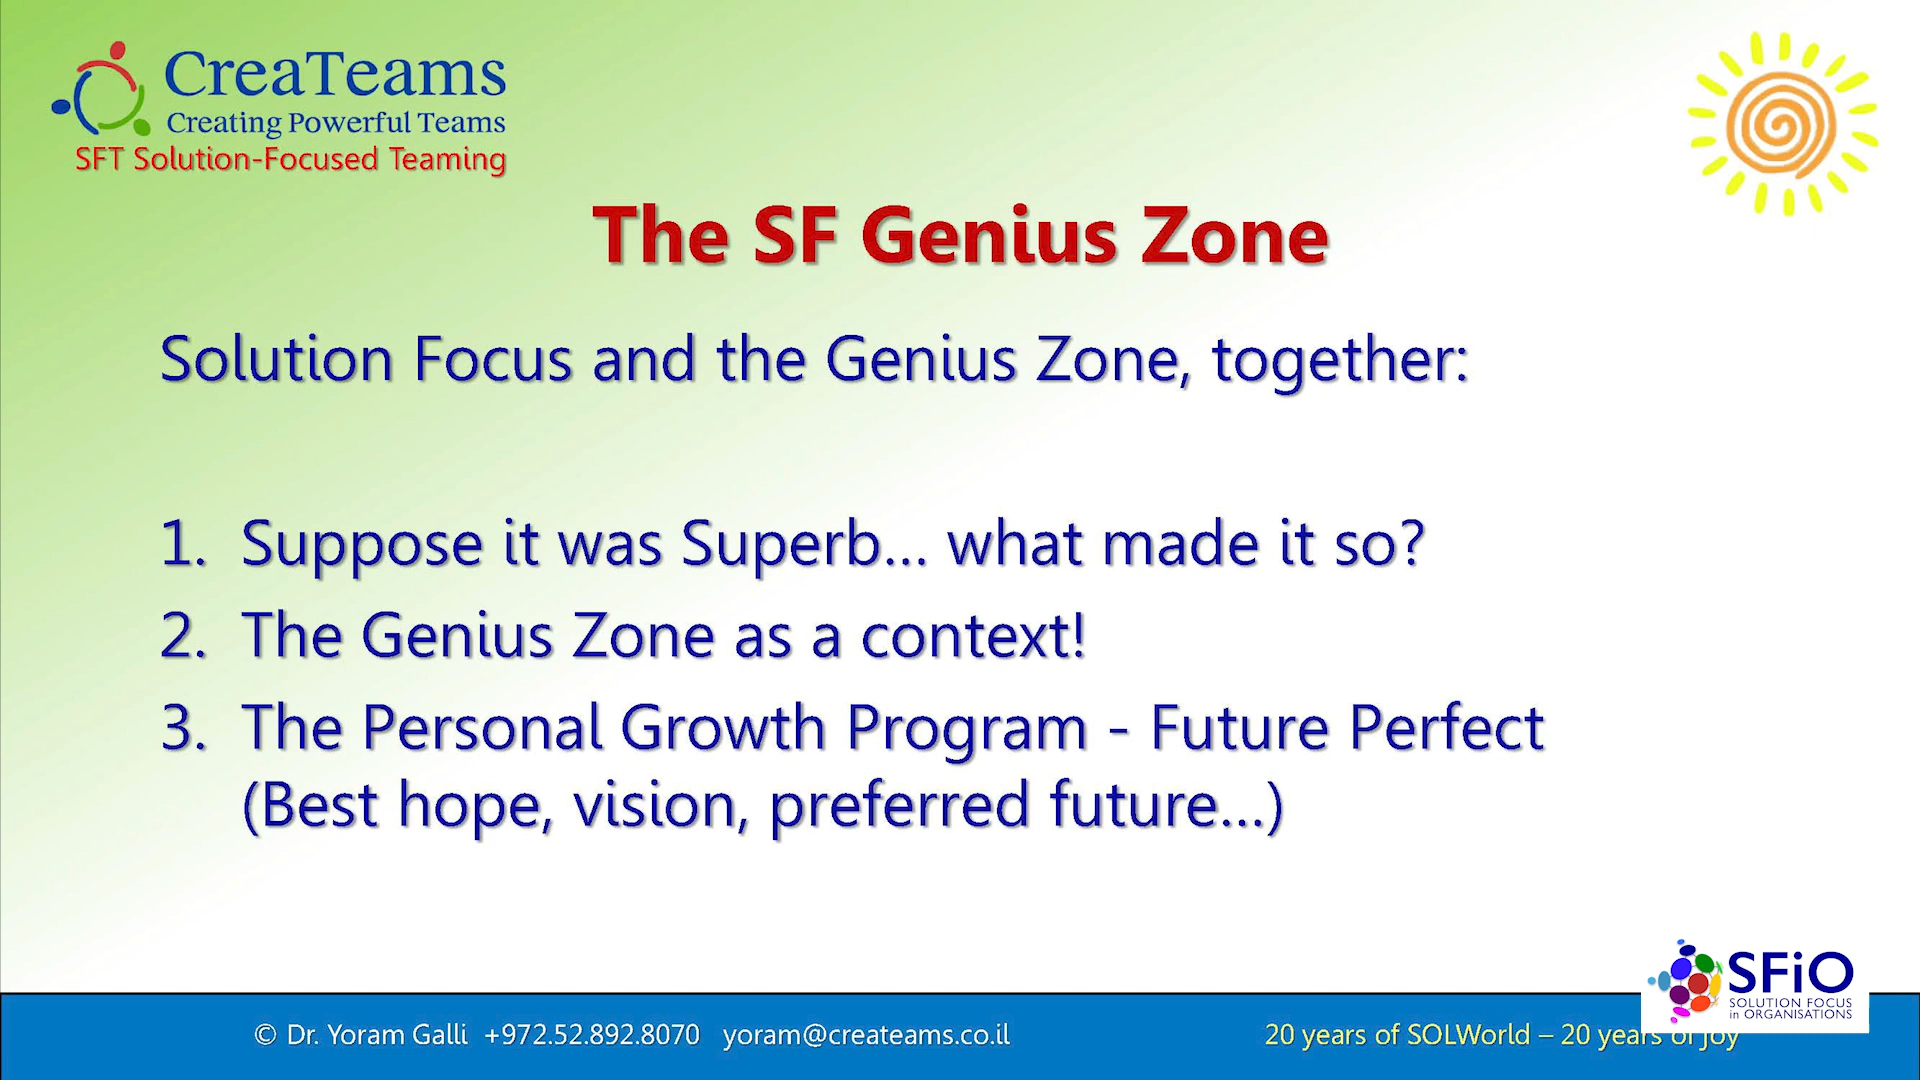 CreaTeams
Creating Powerful Teams
SFT Solution-Focused Teaming
The SF Genius Zone
Solution Focus and the Genius Zone, together:
1. Suppose it was Superb... what made it so?
2. The Genius Zone as a context!
3. The Personal Growth Program - Future Perfect
(Best hope, vision, preferred future...)
SFiO
SOLUTION FOCUS
in ORGANISATIONS
© Dr. Yoram Galli +972.52.892.8070 yoram@createams.co.il
20 years of SOLWorld – 20 years of Joy